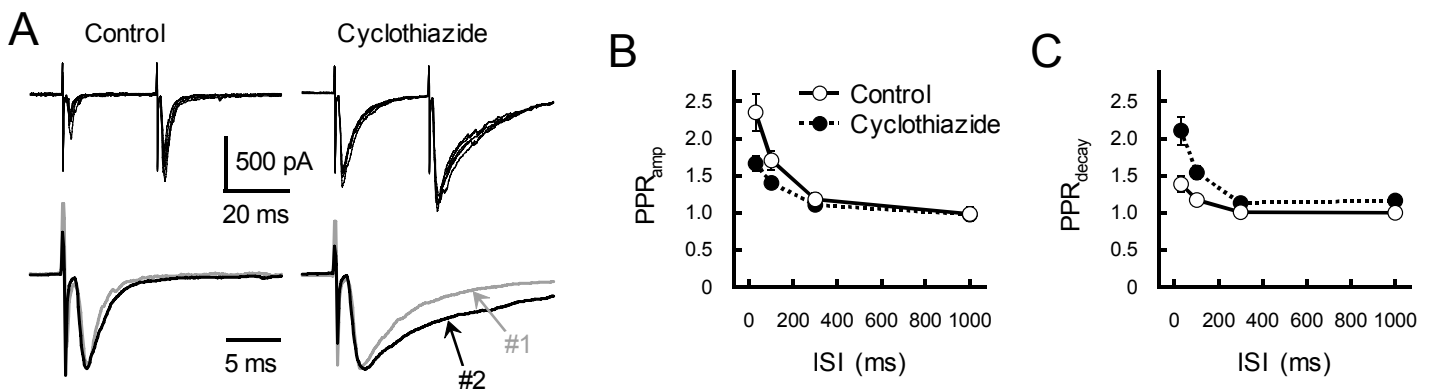 A
Control
Cyclothiazide
500 pA
20 ms
5 ms
#1
#2
B
Control
Cyclothiazide
PPRamp
2.5
2.0
1.5
1.0
0.5
0
0 200 400 600 800 1000
ISI (ms)
C
PPRdecay
2.5
2.0
1.5
1.0
0.5
0
0 200 400 600 800 1000
ISI (ms)